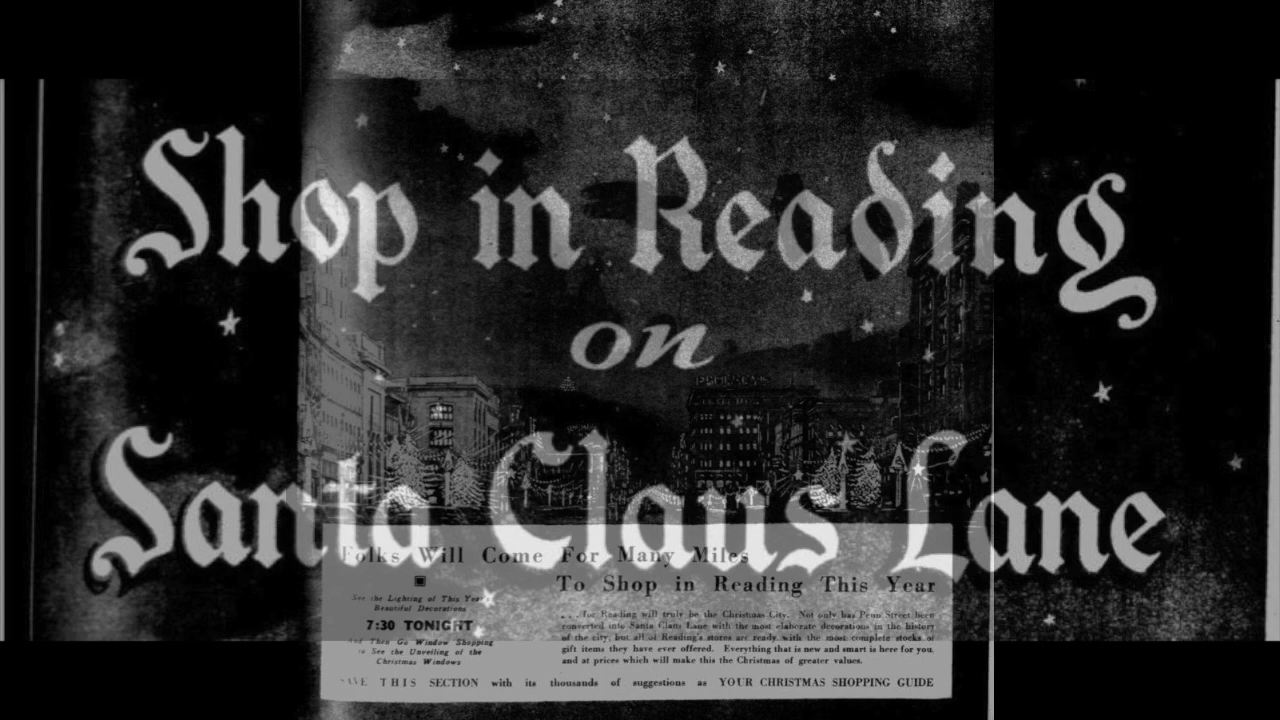 Shop in Reading
on
Santa Claus Lane
Folks Will Come For Many Miles
To Shop in Reading This Year
See the Lighting of This Year's
Beautiful Decorations
7:30 TONIGHT
And Then Go Window Shopping
to See the Unveiling of the
Christmas Windows
. . . for Reading will truly be the Christmas City. Not only has Penn Street been
converted into Santa Claus Lane with the most elaborate decorations in the history
of the city, but all of Reading's stores are ready with the most complete stocks of
gift items they have ever offered. Everything that is new and smart is here for you,
and at prices which will make this the Christmas of greater values.
SAVE THIS SECTION with its thousands of suggestions as YOUR CHRISTMAS SHOPPING GUIDE